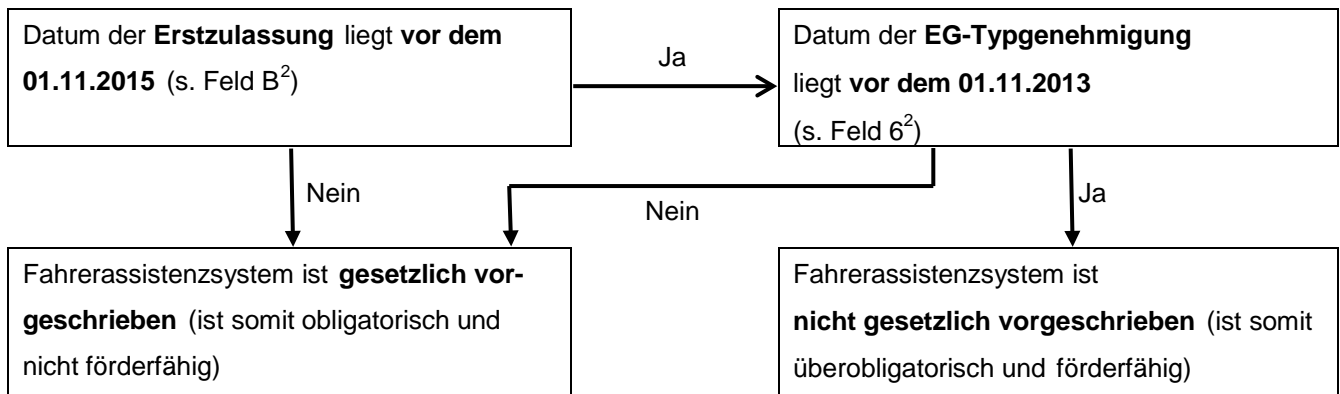 Datum der Erstzulassung liegt vor dem
01.11.2015 (s. Feld B²)
Ja
Datum der EG-Typgenehmigung
liegt vor dem 01.11.2013
(s. Feld 6²)
Nein
Nein
Ja
Fahrerassistenzsystem ist gesetzlich vor-
geschrieben (ist somit obligatorisch und
nicht förderfähig)
Fahrerassistenzsystem ist
nicht gesetzlich vorgeschrieben (ist somit
überobligatorisch und förderfähig)